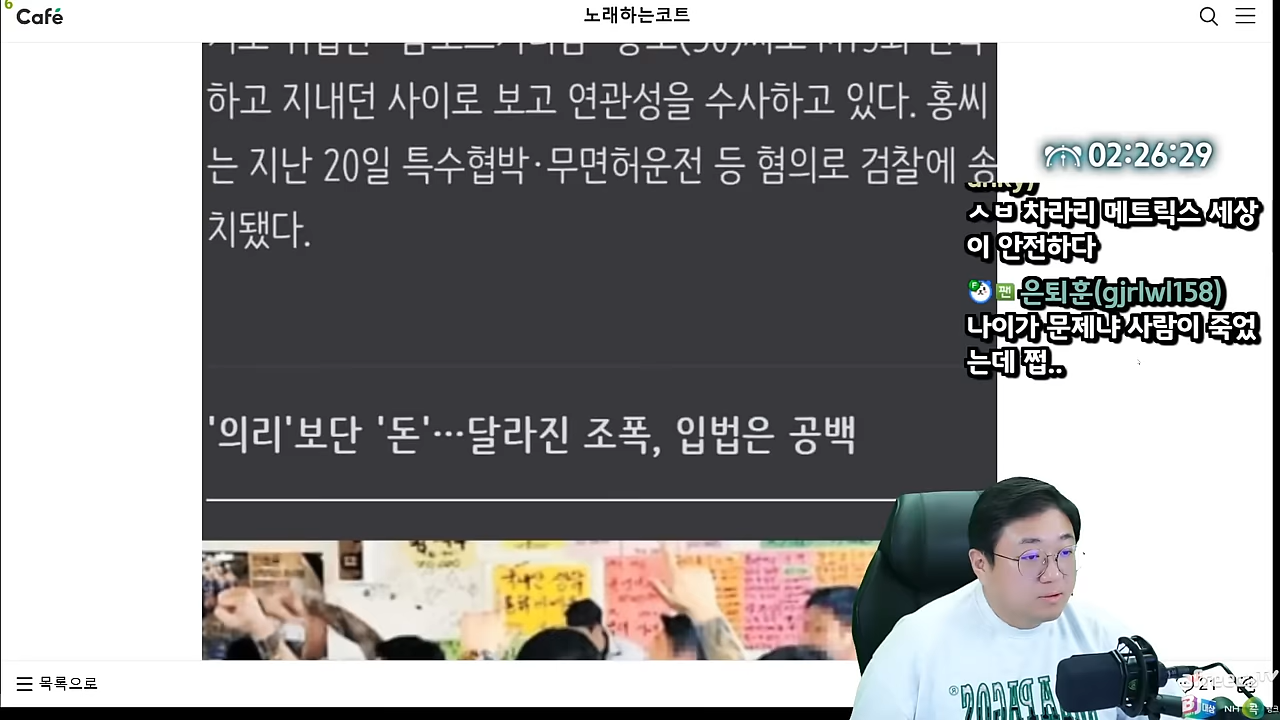 6
Café
노래하는코트
하고 지내던 사이로 보고 연관성을 수사하고 있다. 홍씨
는 지난 20일 특수협박·무면허운전 등 혐의로 검찰에 송
치됐다.
'의리'보단 '돈'…달라진 조폭, 입법은 공백
02:26:29
ㅅㅂ 차라리 메트릭스 세상
이 안전하다
F 팬 은퇴훈(gjrlwl158)
나이가 문제냐 사람이 죽었
는데 쩝..
목록으로
NH 콕